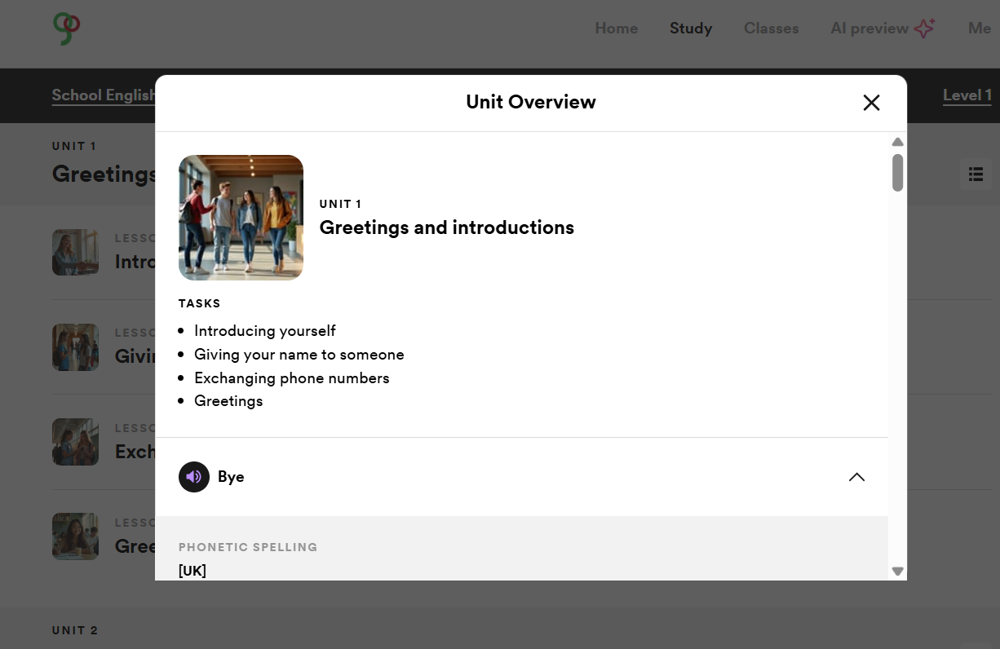 Home Study Classes AI preview Me
School English
Level 1
UNIT 1
Greetings
LESSO
Intro
LESSO
Givin
LESSO
Exch
LESSO
Gree
UNIT 2
Unit Overview
UNIT 1
Greetings and introductions
TASKS
Introducing yourself
Giving your name to someone
Exchanging phone numbers
Greetings
Bye
PHONETIC SPELLING
[UK]